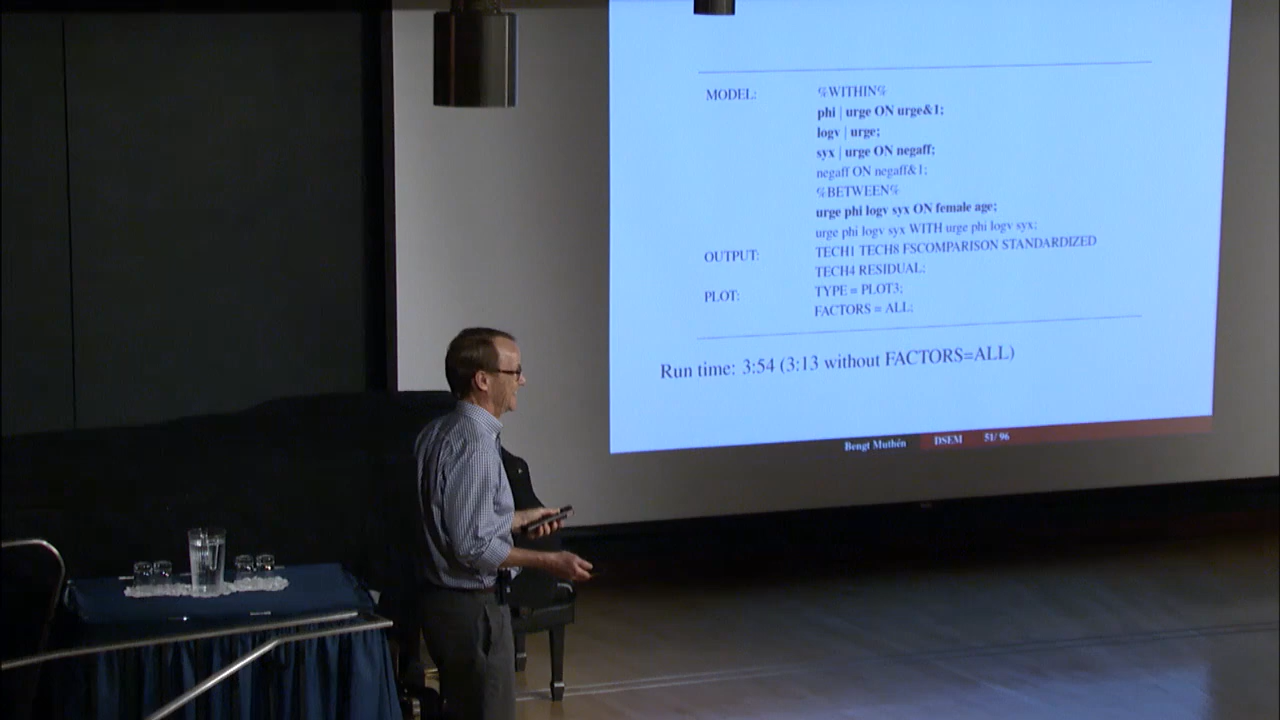 MODEL: %WITHIN%
phi | urge ON urge&1;
logv | urge;
syx | urge ON negaff;
negaff ON negaff&1;
%BETWEEN%
urge phi logv syx ON female age;
urge phi logv syx WITH urge phi logv syx;
OUTPUT: TECH1 TECH8 FSCOMPARISON STANDARDIZED
TECH4 RESIDUAL;
PLOT: TYPE = PLOT3;
FACTORS = ALL;
Run time: 3:54 (3:13 without FACTORS=ALL)
Bengt Muthén DSEM 51/ 96